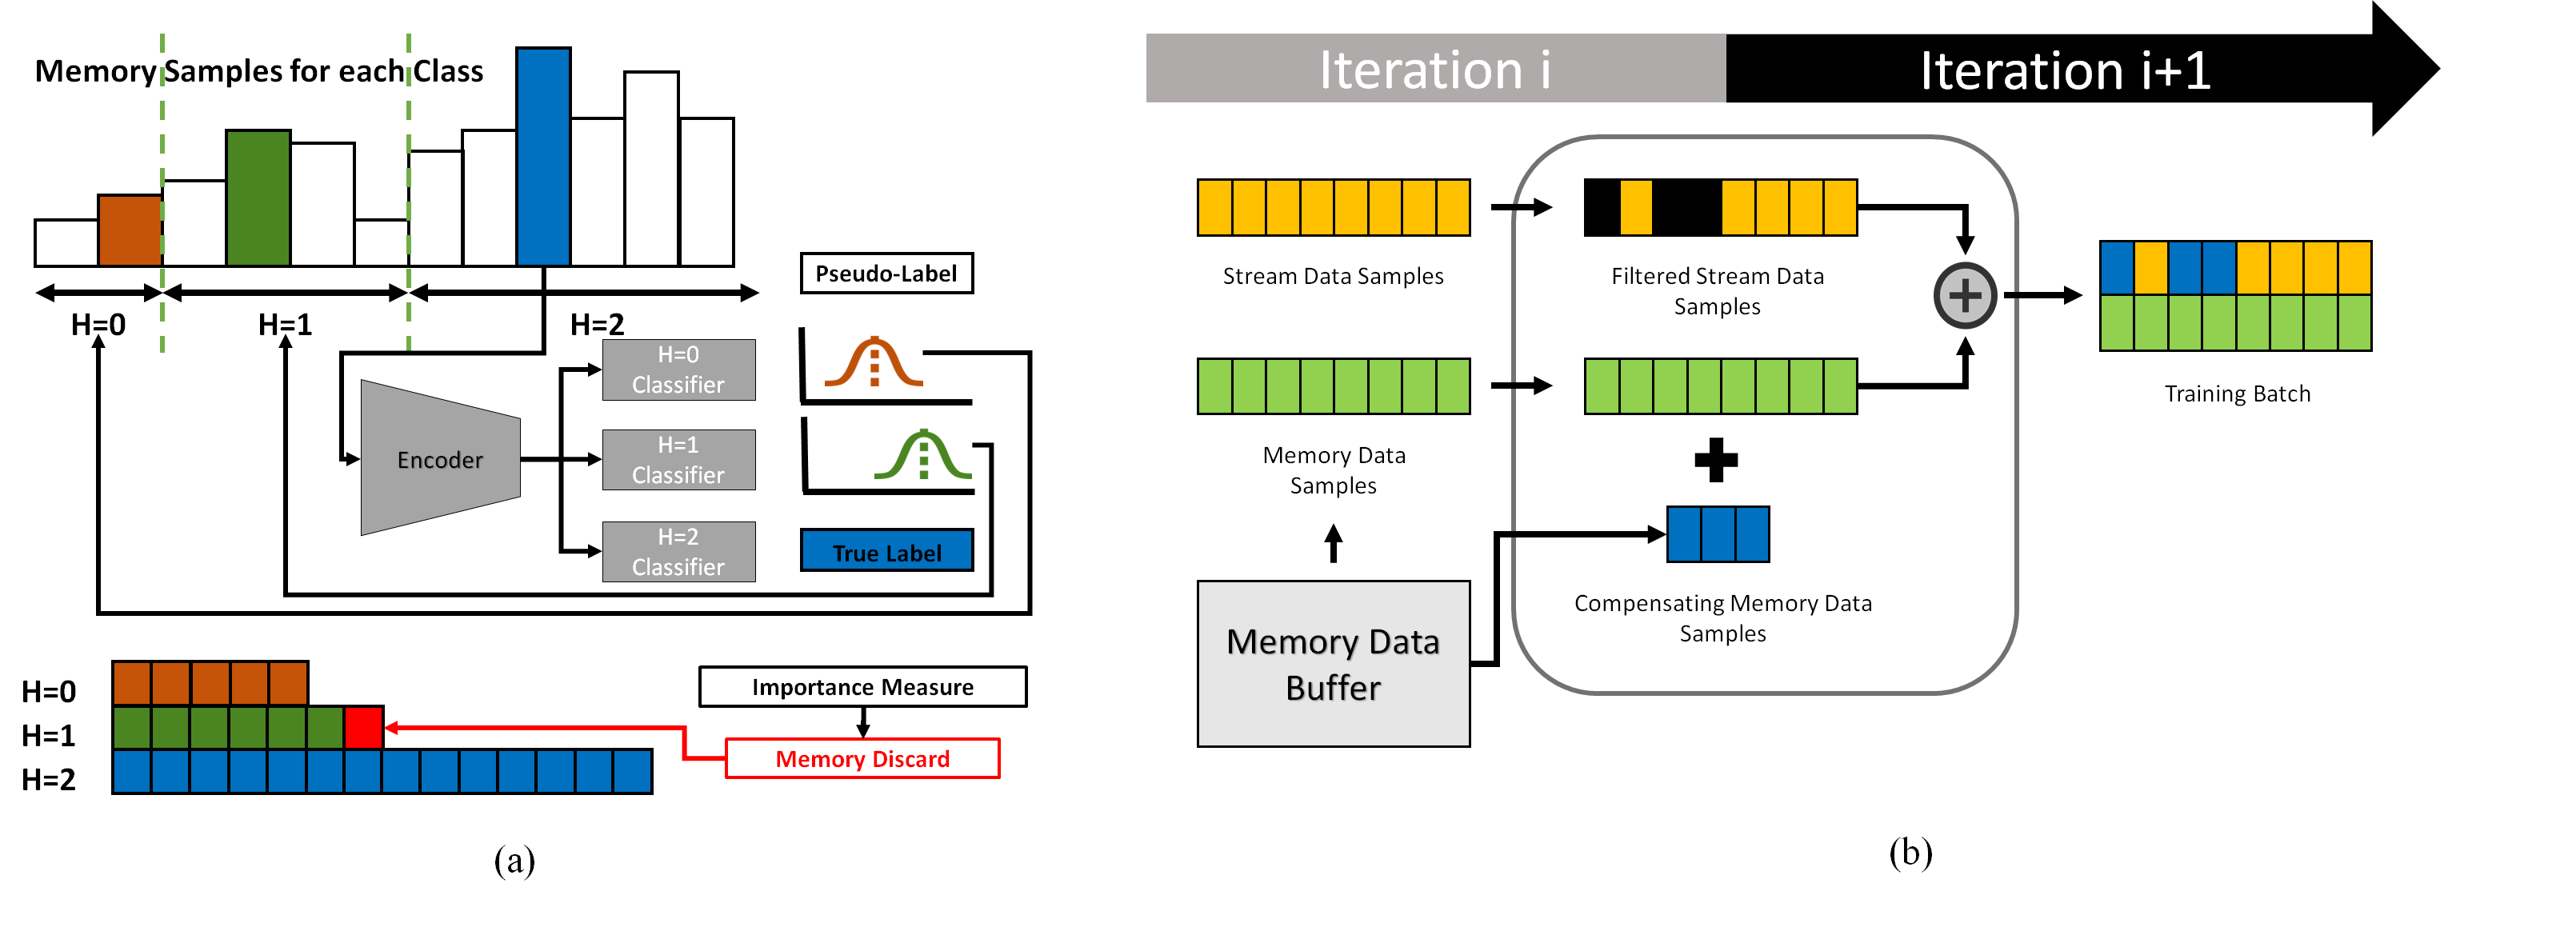 Memory Samples for each Class
H=0
H=1
H=2
Pseudo-Label
H=0
Classifier
Encoder
H=1
Classifier
H=2
Classifier
True Label
H=0
H=1
H=2
Importance Measure
Memory Discard
(a)
Iteration i
Iteration i+1
Stream Data Samples
Filtered Stream Data
Samples
Training Batch
Memory Data
Samples
Compensating Memory Data
Samples
Memory Data
Buffer
(b)